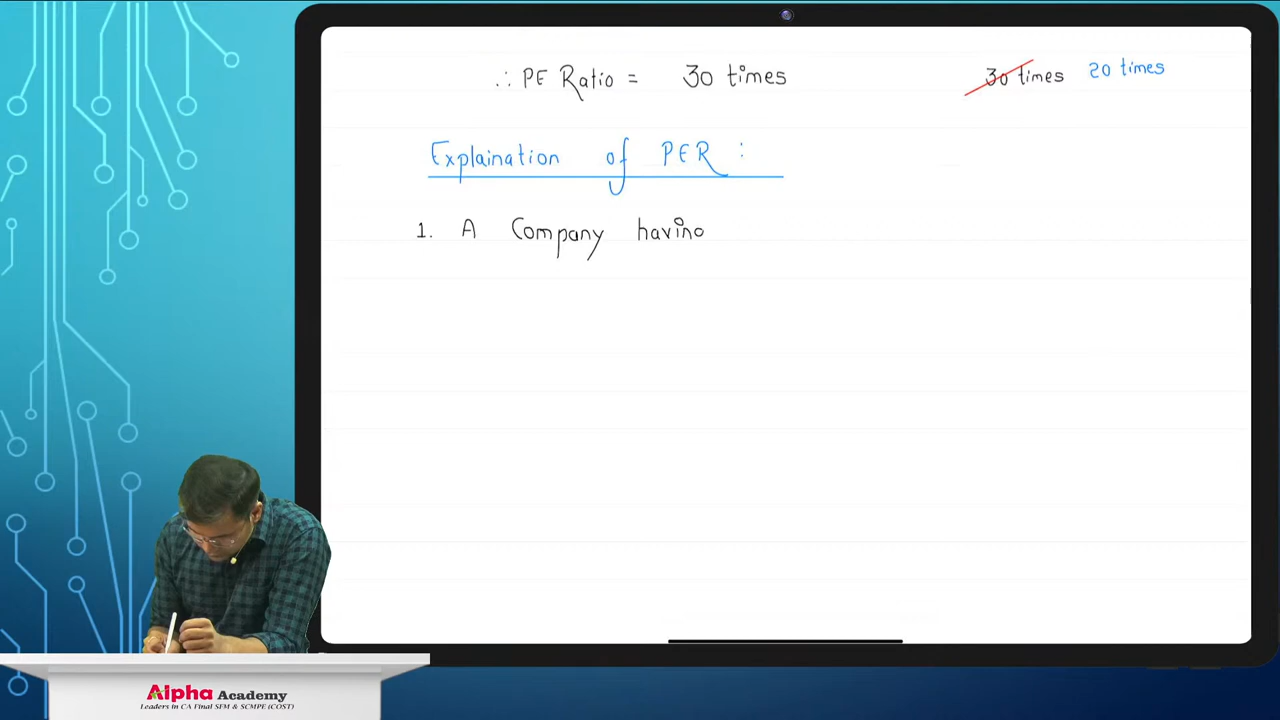 ∴ PE Ratio = 30 times 30 times 20 times
Explaination of PER :
1. A Company havino
Alpha Academy
Leaders in CA Final SFM & SCMPE (COST)